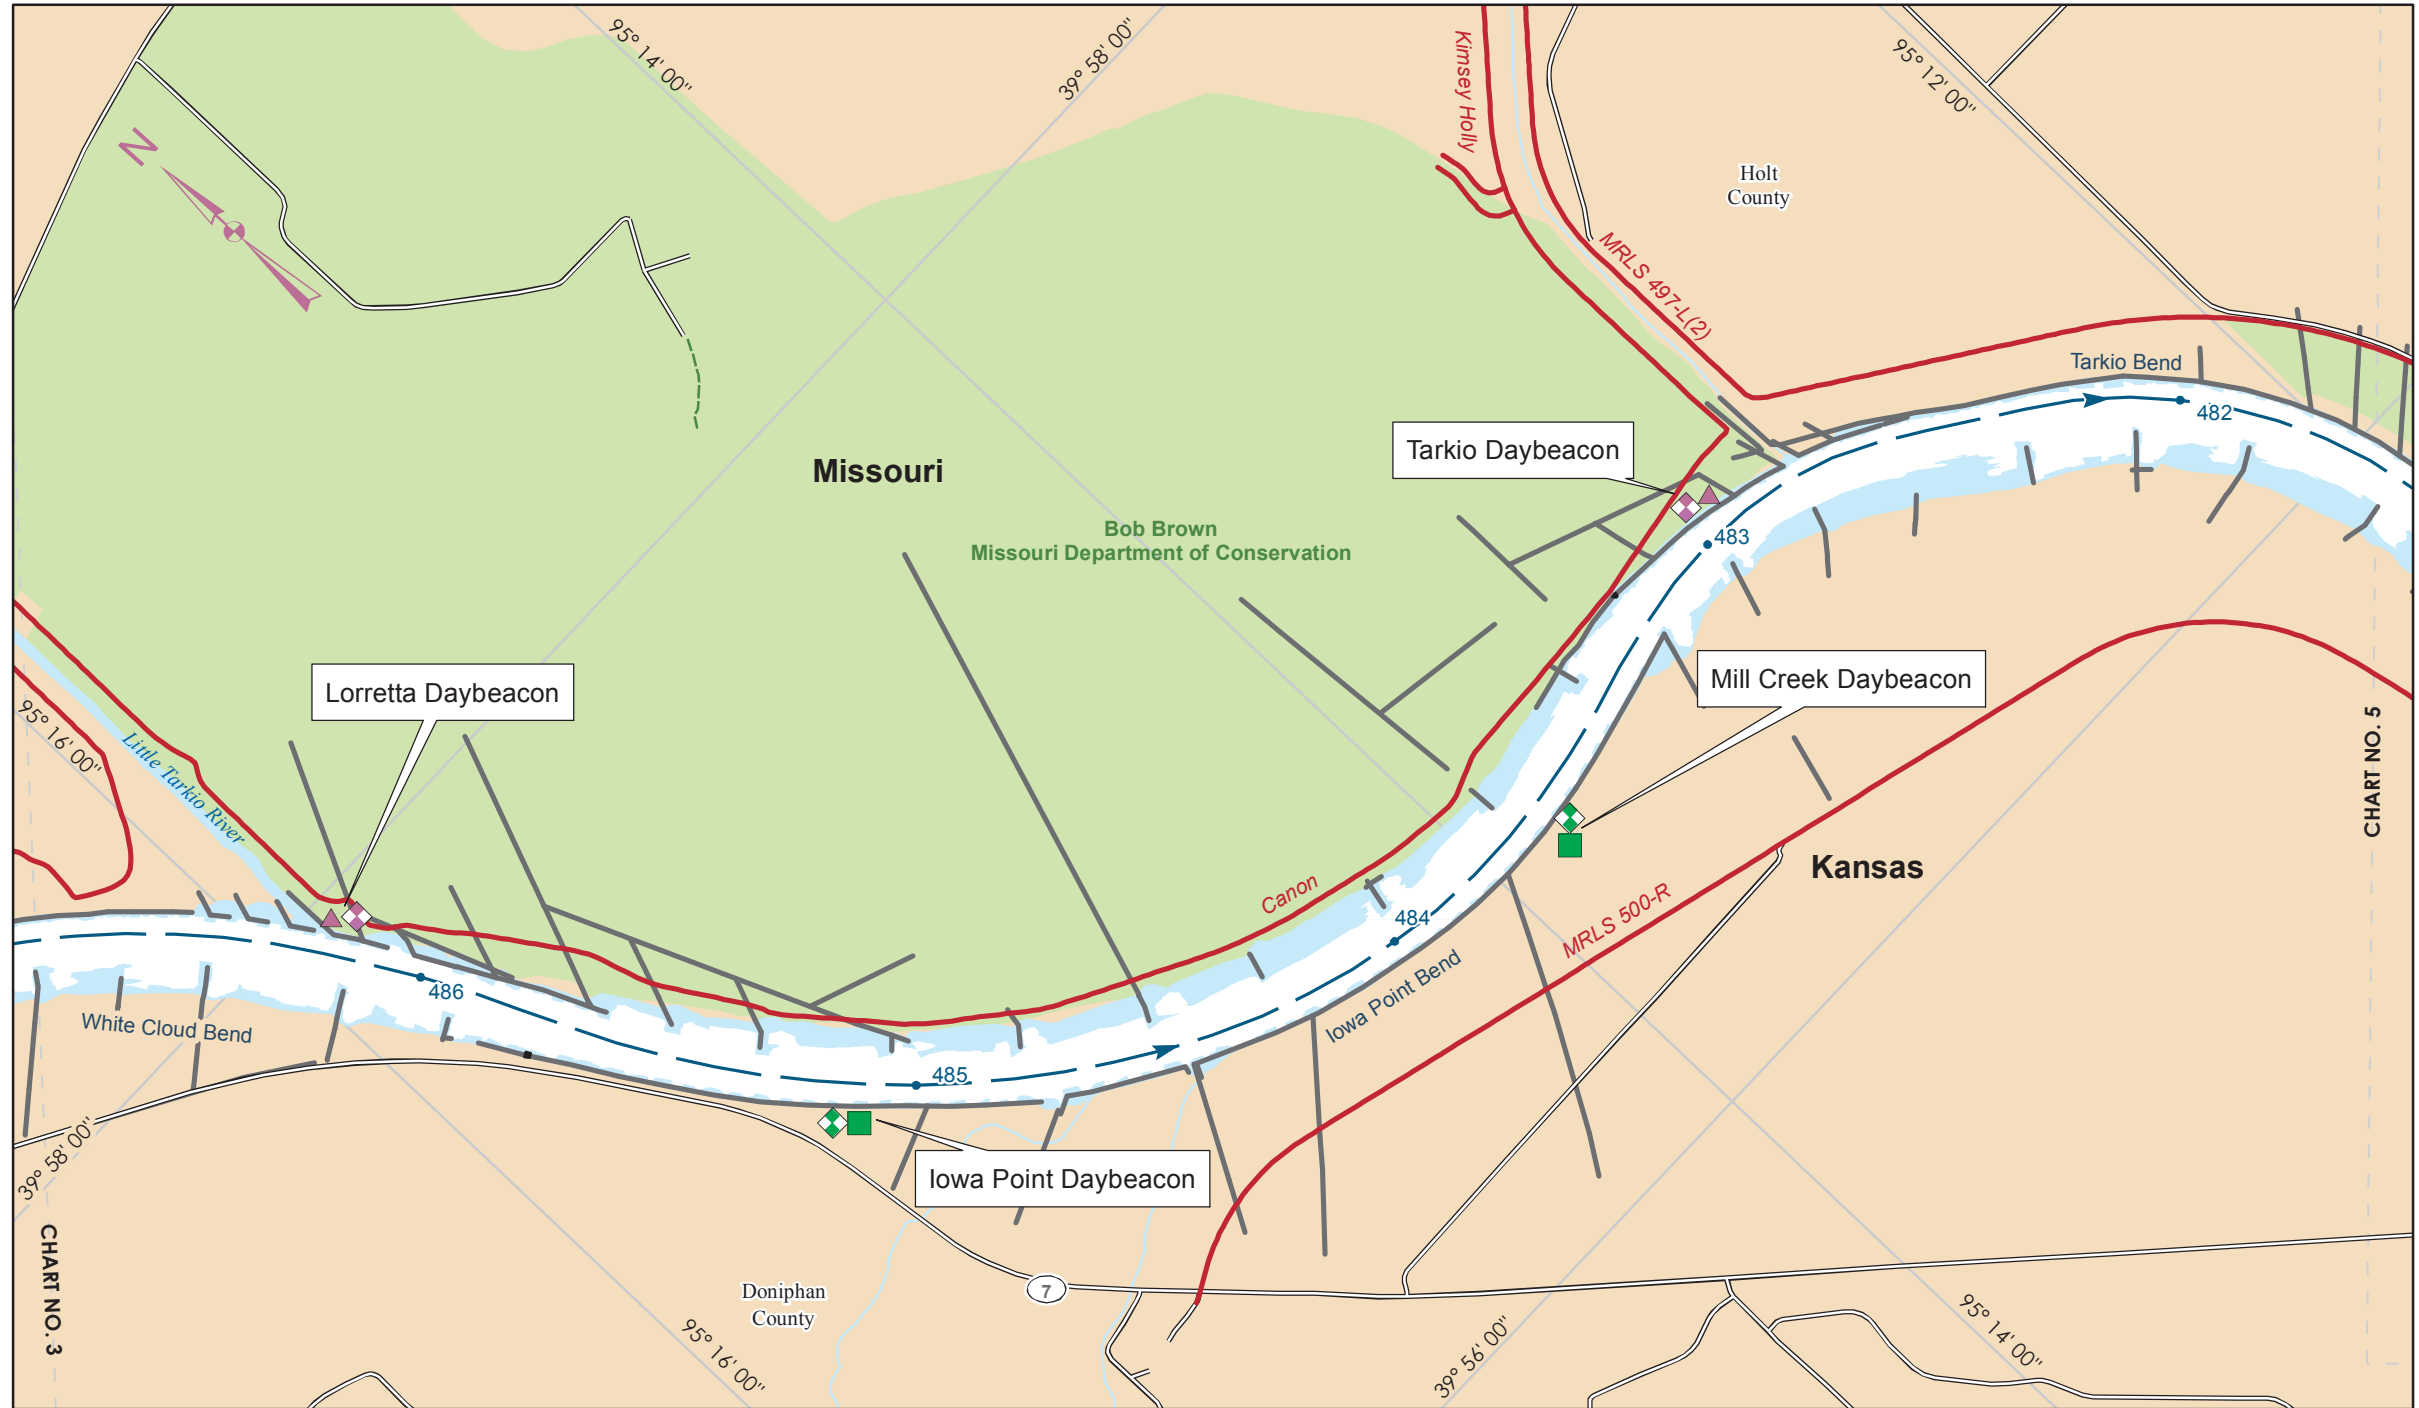 95° 14' 00"
39° 58' 00"
Kimsey Holly
95° 12' 00"
N
Holt
County
MRLS 497-L(2)
Tarkio Bend
482
Tarkio Daybeacon
Missouri
Bob Brown
Missouri Department of Conservation
483
Lorretta Daybeacon
Mill Creek Daybeacon
95° 16' 00"
Little Tarkio River
CHART NO. 5
Kansas
Canon
484
MRLS 500-R
486
Iowa Point Bend
White Cloud Bend
485
39° 58' 00"
Iowa Point Daybeacon
CHART NO. 3
Doniphan
County
7
95° 16' 00"
39° 56' 00"
95° 14' 00"